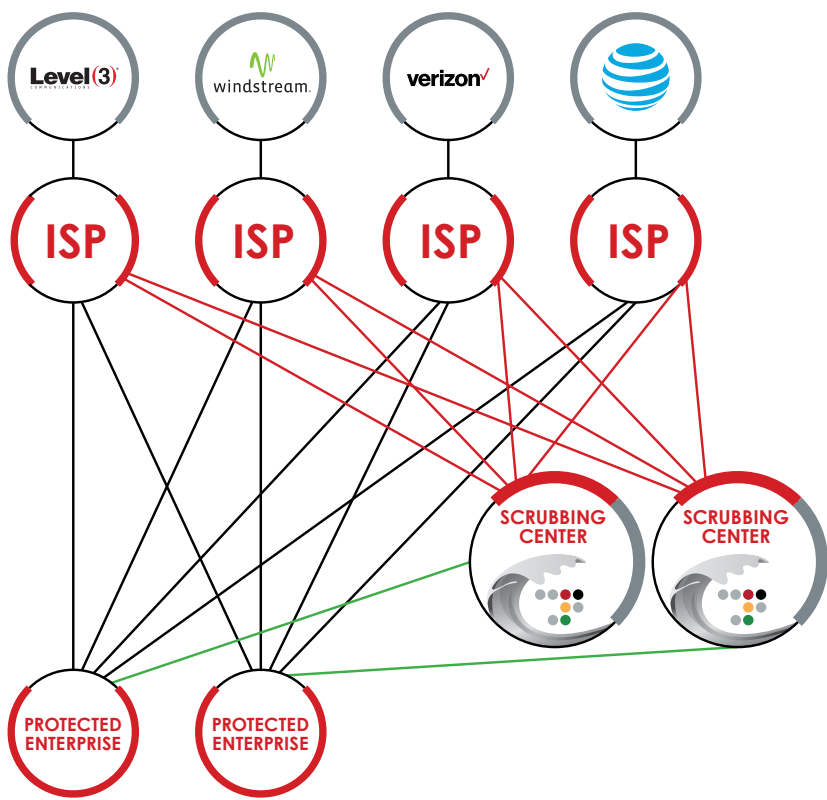 Level(3)
COMMUNICATIONS
windstream.
verizon
ISP
ISP
ISP
ISP
SCRUBBING
CENTER
SCRUBBING
CENTER
PROTECTED
ENTERPRISE
PROTECTED
ENTERPRISE